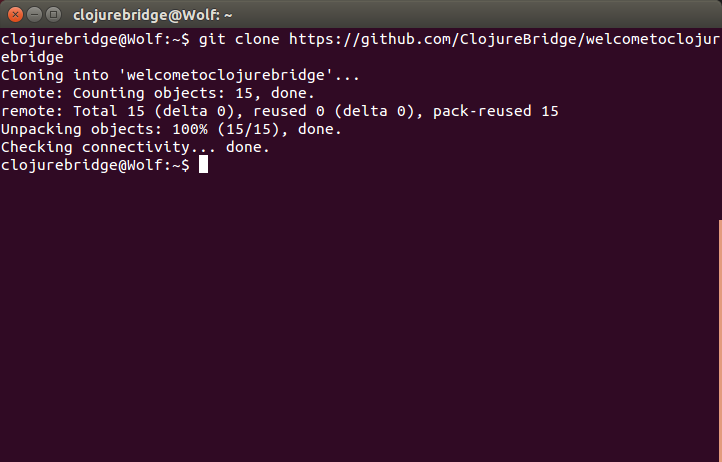 clojurebridge@Wolf: ~
clojurebridge@Wolf:~$ git clone https://github.com/ClojureBridge/welcometoclojur
ebridge
Cloning into 'welcometoclojurebridge'...
remote: Counting objects: 15, done.
remote: Total 15 (delta 0), reused 0 (delta 0), pack-reused 15
Unpacking objects: 100% (15/15), done.
Checking connectivity... done.
clojurebridge@Wolf:~$